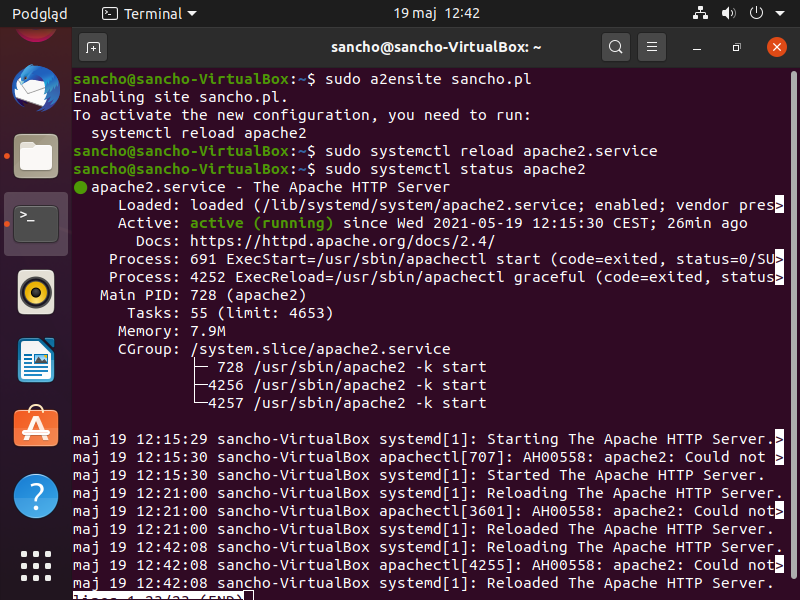 Podgląd Terminal 19 maj 12:42
sancho@sancho-VirtualBox: ~
sancho@sancho-VirtualBox:~$ sudo a2ensite sancho.pl
Enabling site sancho.pl.
To activate the new configuration, you need to run:
  systemctl reload apache2
sancho@sancho-VirtualBox:~$ sudo systemctl reload apache2.service
sancho@sancho-VirtualBox:~$ sudo systemctl status apache2
● apache2.service - The Apache HTTP Server
     Loaded: loaded (/lib/systemd/system/apache2.service; enabled; vendor pres>
     Active: active (running) since Wed 2021-05-19 12:15:30 CEST; 26min ago
       Docs: https://httpd.apache.org/docs/2.4/
    Process: 691 ExecStart=/usr/sbin/apachectl start (code=exited, status=0/SU>
    Process: 4252 ExecReload=/usr/sbin/apachectl graceful (code=exited, status>
   Main PID: 728 (apache2)
      Tasks: 55 (limit: 4653)
     Memory: 7.9M
     CGroup: /system.slice/apache2.service
             ├─ 728 /usr/sbin/apache2 -k start
             ├─4256 /usr/sbin/apache2 -k start
             └─4257 /usr/sbin/apache2 -k start
maj 19 12:15:29 sancho-VirtualBox systemd[1]: Starting The Apache HTTP Server.>
maj 19 12:15:30 sancho-VirtualBox apachectl[707]: AH00558: apache2: Could not >
maj 19 12:15:30 sancho-VirtualBox systemd[1]: Started The Apache HTTP Server.
maj 19 12:21:00 sancho-VirtualBox systemd[1]: Reloading The Apache HTTP Server.
maj 19 12:21:00 sancho-VirtualBox apachectl[3601]: AH00558: apache2: Could not>
maj 19 12:21:00 sancho-VirtualBox systemd[1]: Reloaded The Apache HTTP Server.
maj 19 12:42:08 sancho-VirtualBox systemd[1]: Reloading The Apache HTTP Server.
maj 19 12:42:08 sancho-VirtualBox apachectl[4255]: AH00558: apache2: Could not>
maj 19 12:42:08 sancho-VirtualBox systemd[1]: Reloaded The Apache HTTP Server.
lines 1-23/23 (END)